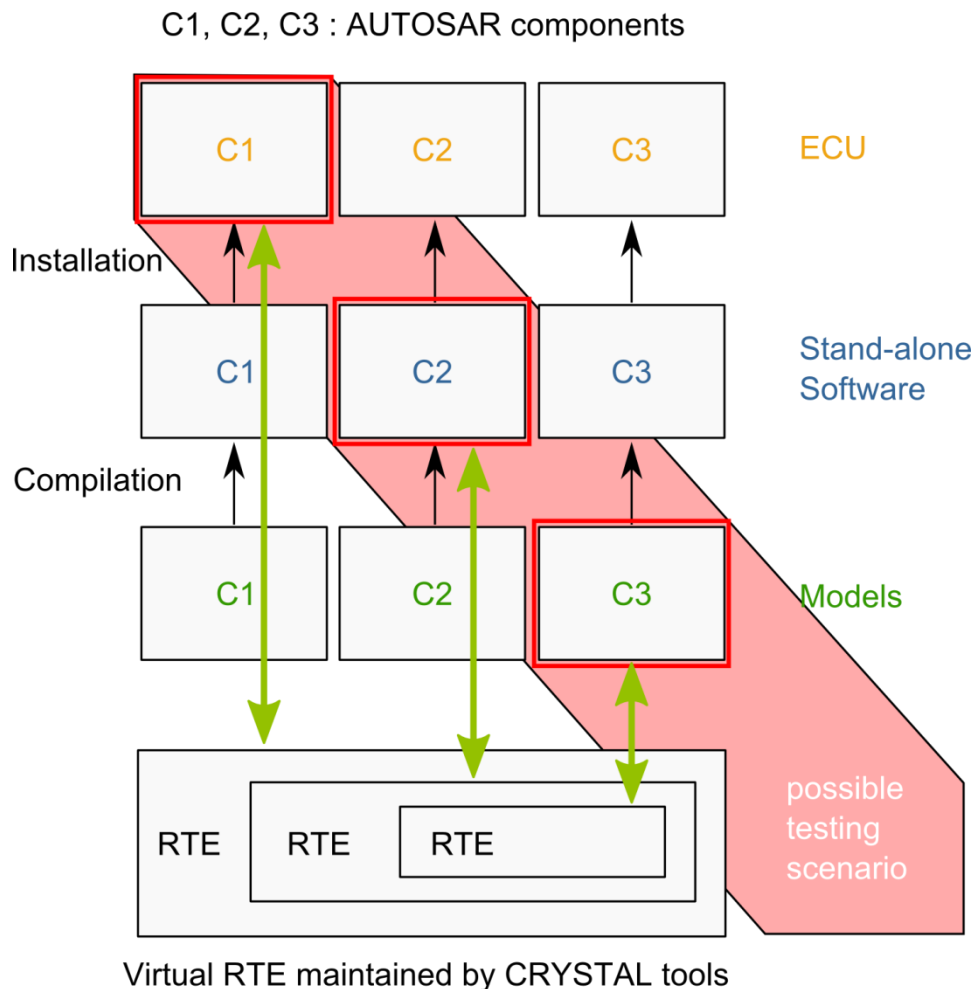 C1, C2, C3 : AUTOSAR components
C1
C2
C3
ECU
Installation
C1
C2
C3
Stand-alone
Software
Compilation
C1
C2
C3
Models
RTE
RTE
RTE
possible
testing
scenario
Virtual RTE maintained by CRYSTAL tools